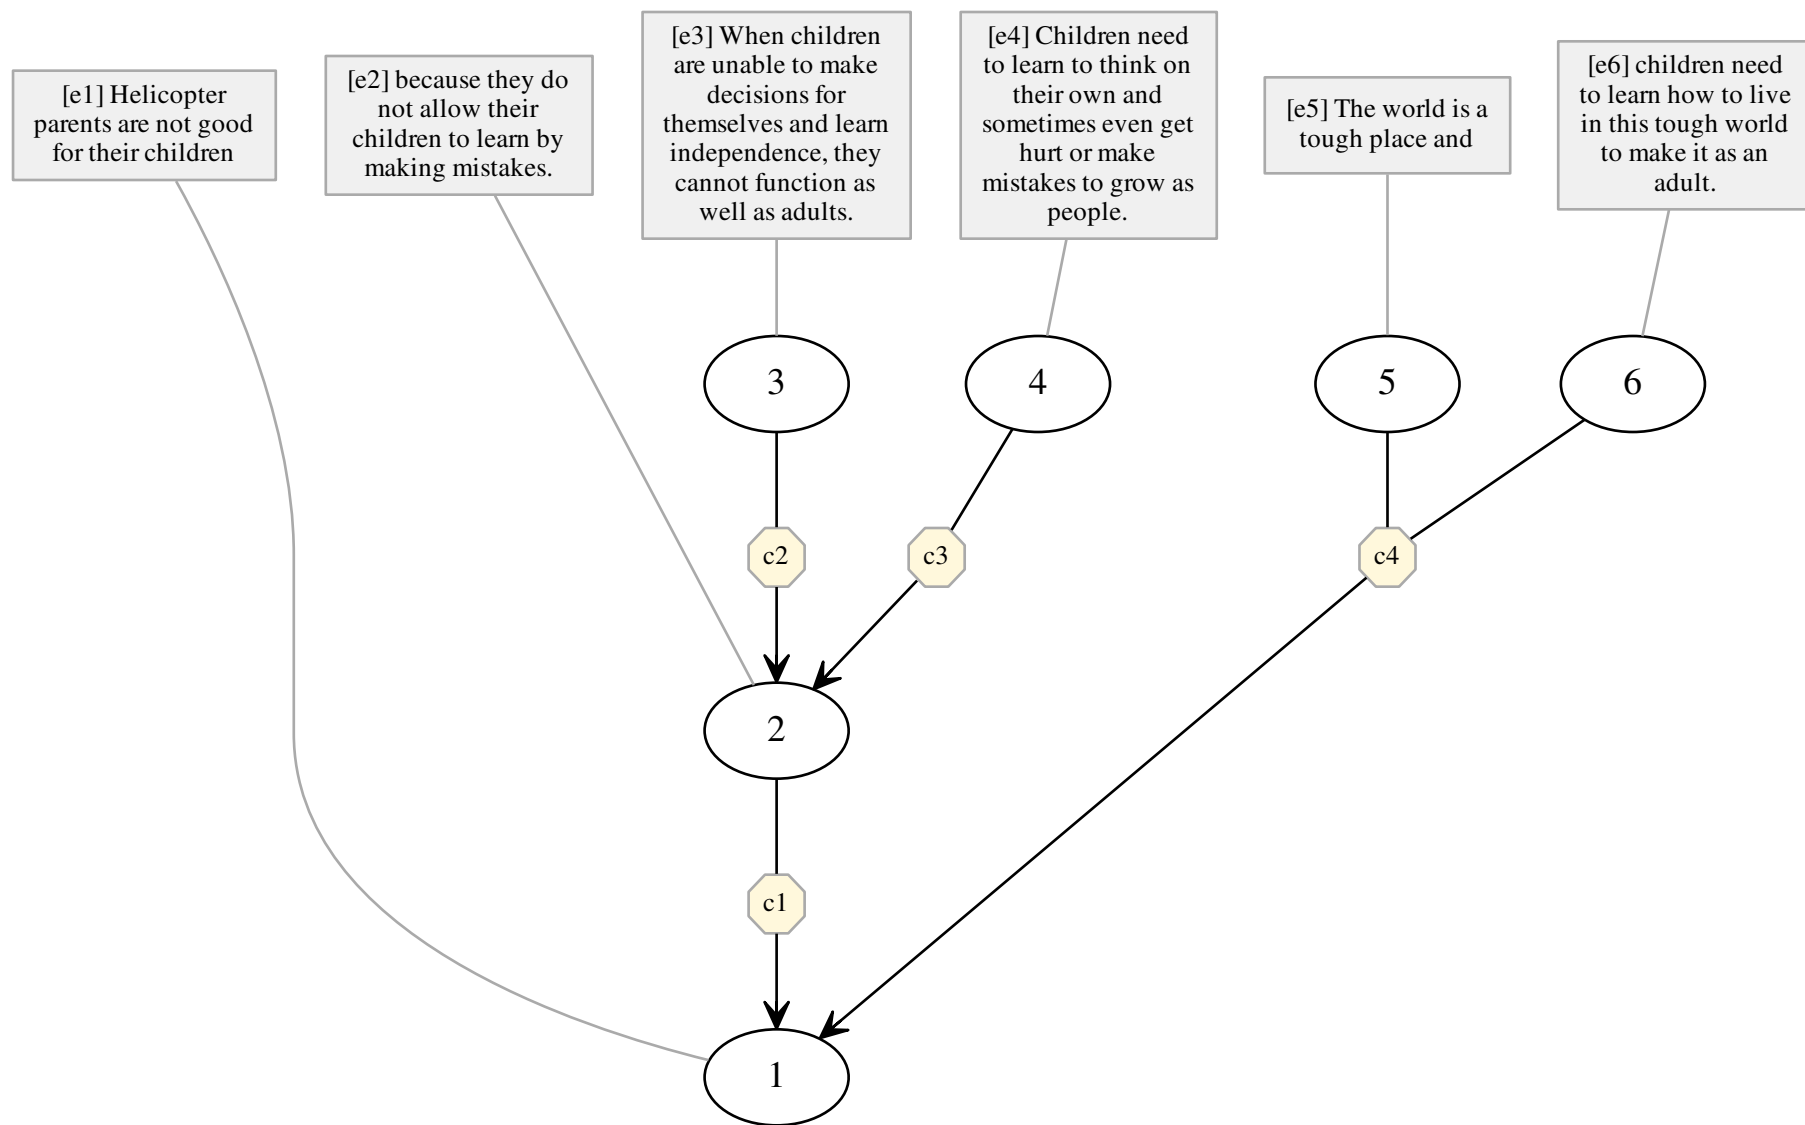 [e1] Helicopter
parents are not good
for their children
[e2] because they do
not allow their
children to learn by
making mistakes.
[e3] When children
are unable to make
decisions for
themselves and learn
independence, they
cannot function as
well as adults.
[e4] Children need
to learn to think on
their own and
sometimes even get
hurt or make
mistakes to grow as
people.
[e5] The world is a
tough place and
[e6] children need
to learn how to live
in this tough world
to make it as an
adult.
3
4
5
6
c2
c3
c4
2
c1
1